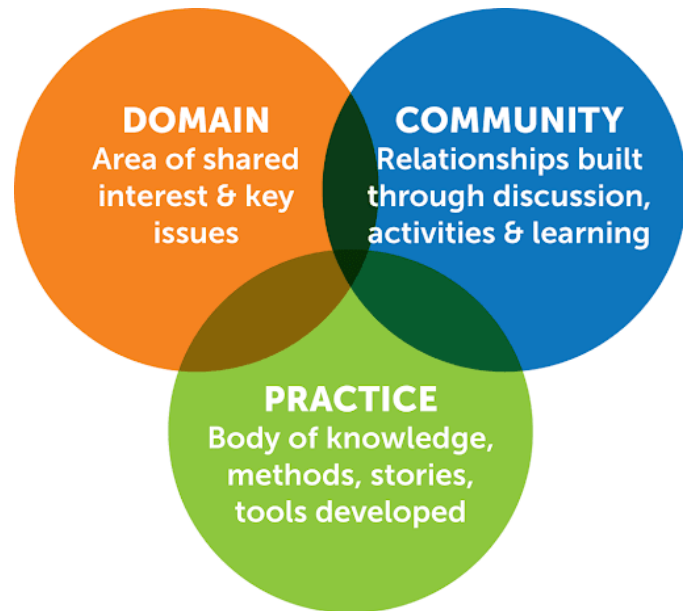 DOMAIN
Area of shared
interest & key
issues
COMMUNITY
Relationships built
through discussion,
activities & learning
PRACTICE
Body of knowledge,
methods, stories,
tools developed